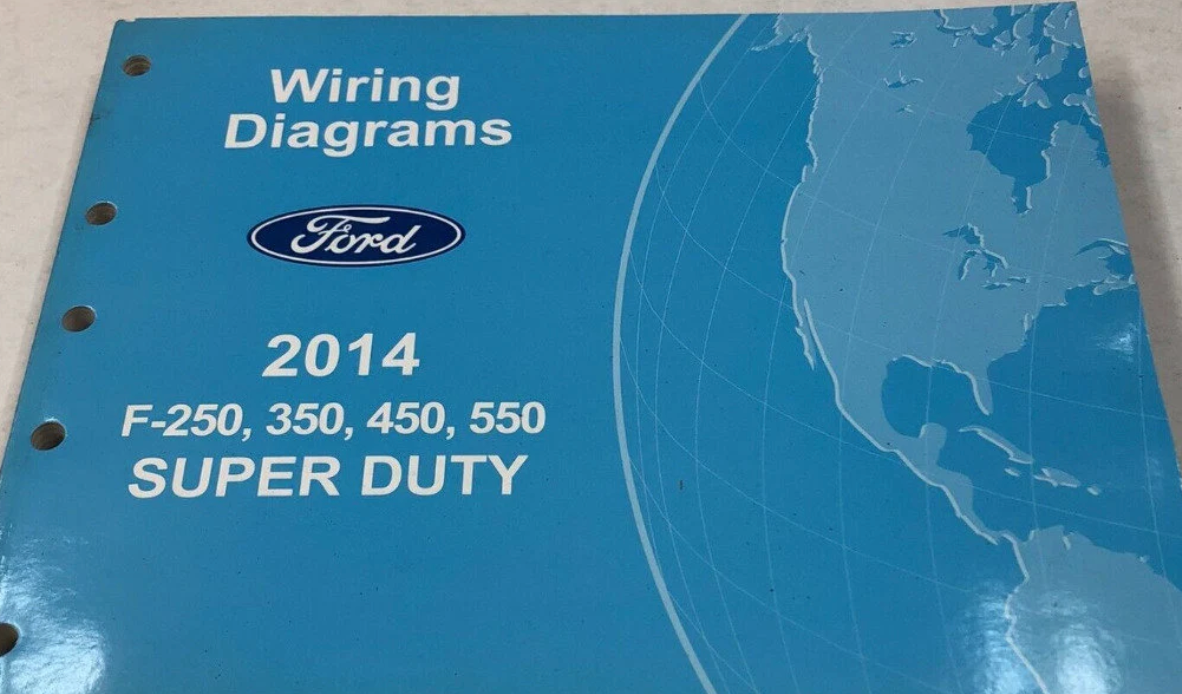 Wiring
Diagrams
Ford
2014
F-250, 350, 450, 550
SUPER DUTY